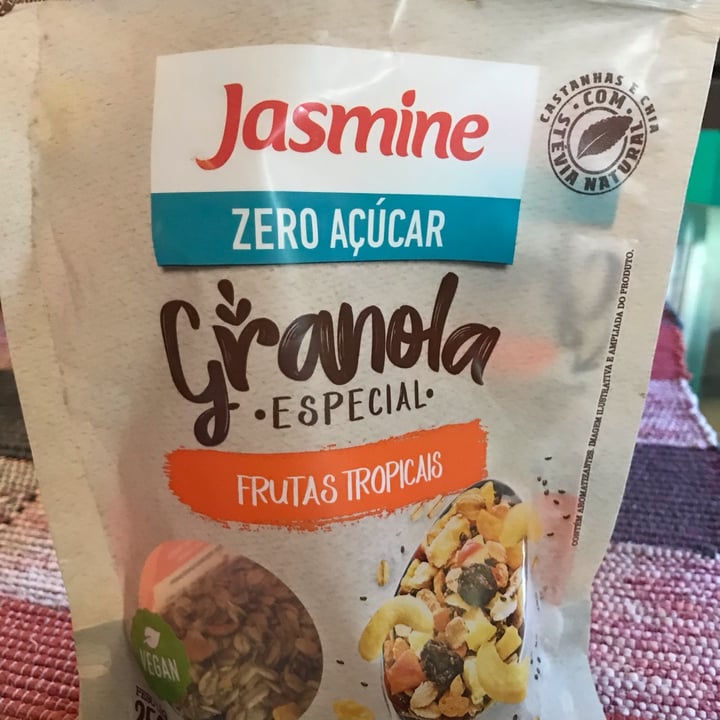 Jasmine
ZERO AÇÚCAR
CASTANHAS E CHIA
COM
STÉVIA NATURAL
Granola
ESPECIAL
FRUTAS TROPICAIS
CONTÉM AROMATIZANTES. IMAGEM ILUSTRATIVA E AMPLIADA DO PRODUTO.
VEGAN